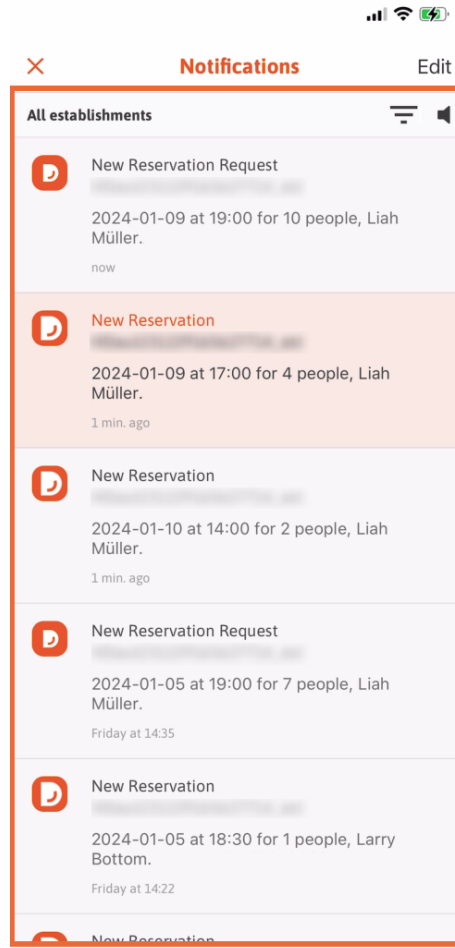 Notifications
Edit
All establishments
New Reservation Request
2024-01-09 at 19:00 for 10 people, Liah
Müller.
now
New Reservation
2024-01-09 at 17:00 for 4 people, Liah
Müller.
1 min. ago
New Reservation
2024-01-10 at 14:00 for 2 people, Liah
Müller.
1 min. ago
New Reservation Request
2024-01-05 at 19:00 for 7 people, Liah
Müller.
Friday at 14:35
New Reservation
2024-01-05 at 18:30 for 1 people, Larry
Bottom.
Friday at 14:22
New Reservation